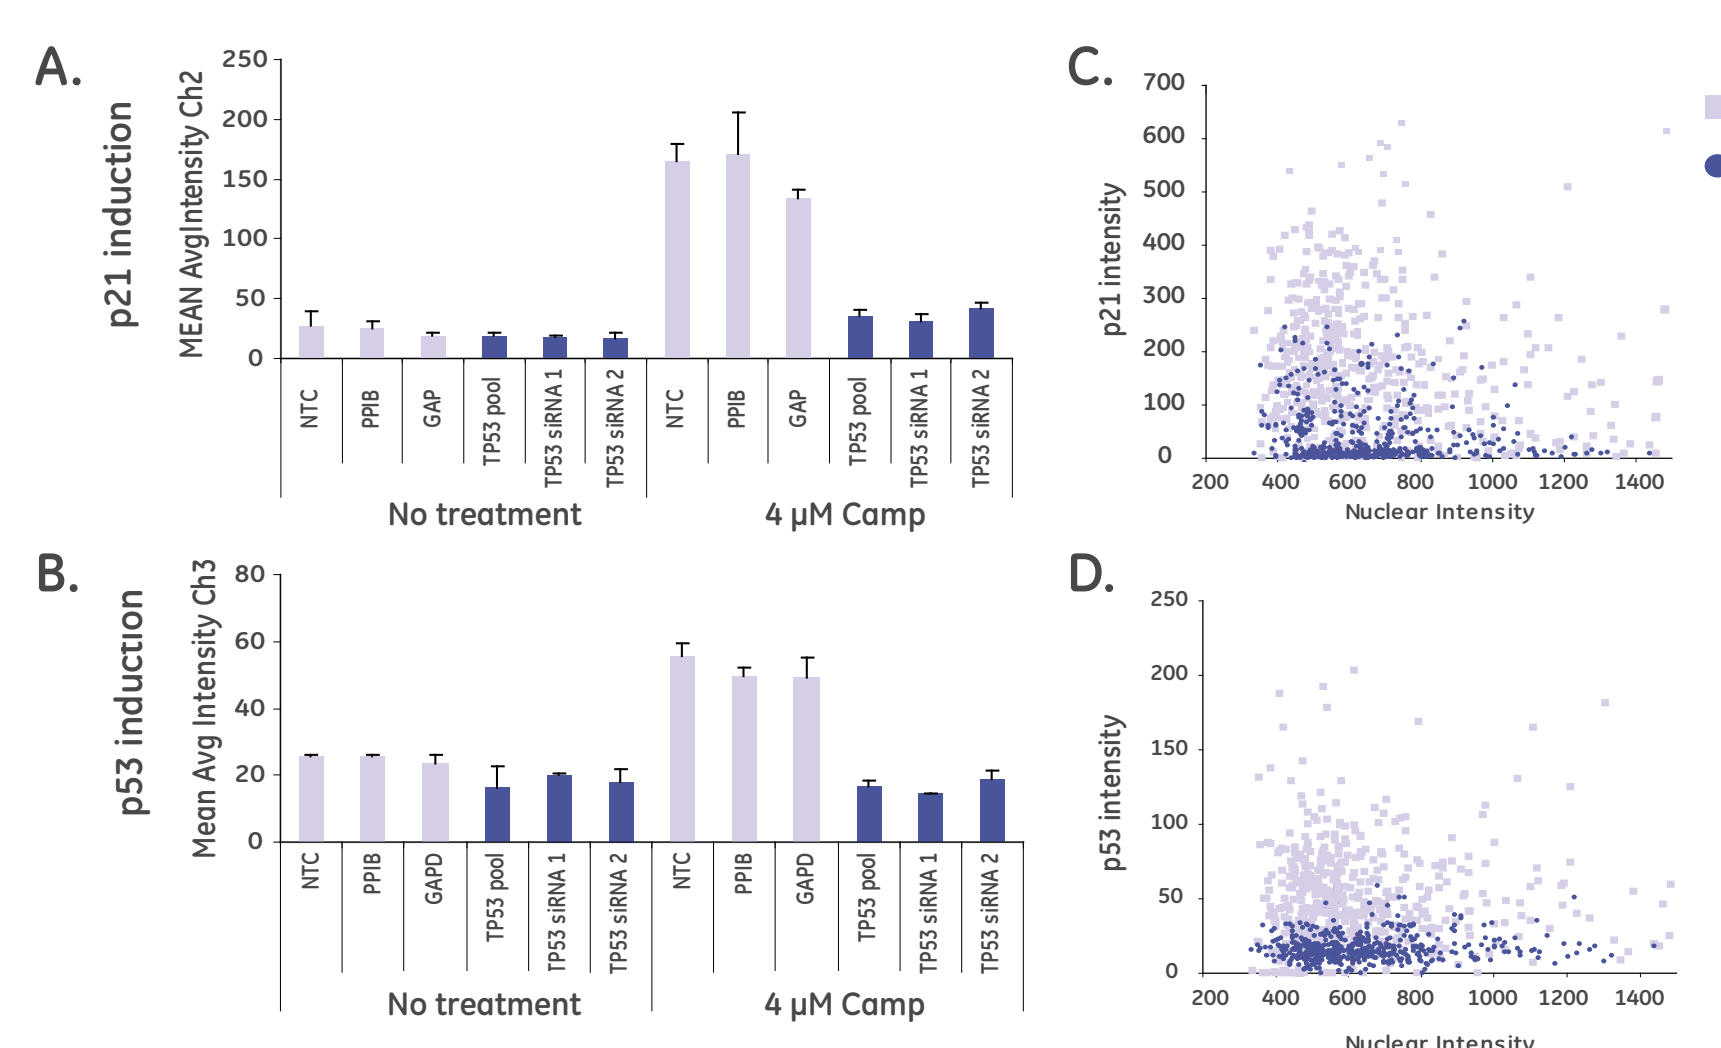 A.
p21 induction
MEAN AvgIntensity Ch2
250
200
150
100
50
0
NTC
PPIB
GAP
TP53 pool
TP53 siRNA 1
TP53 siRNA 2
NTC
PPIB
GAP
TP53 pool
TP53 siRNA 1
TP53 siRNA 2
No treatment
4 µM Camp
B.
p53 induction
Mean Avg Intensity Ch3
80
60
40
20
0
NTC
PPIB
GAPD
TP53 pool
TP53 siRNA 1
TP53 siRNA 2
NTC
PPIB
GAPD
TP53 pool
TP53 siRNA 1
TP53 siRNA 2
No treatment
4 µM Camp
C.
p21 intensity
700
600
500
400
300
200
100
0
200 400 600 800 1000 1200 1400
Nuclear Intensity
D.
p53 intensity
250
200
150
100
50
0
200 400 600 800 1000 1200 1400
Nuclear Intensity